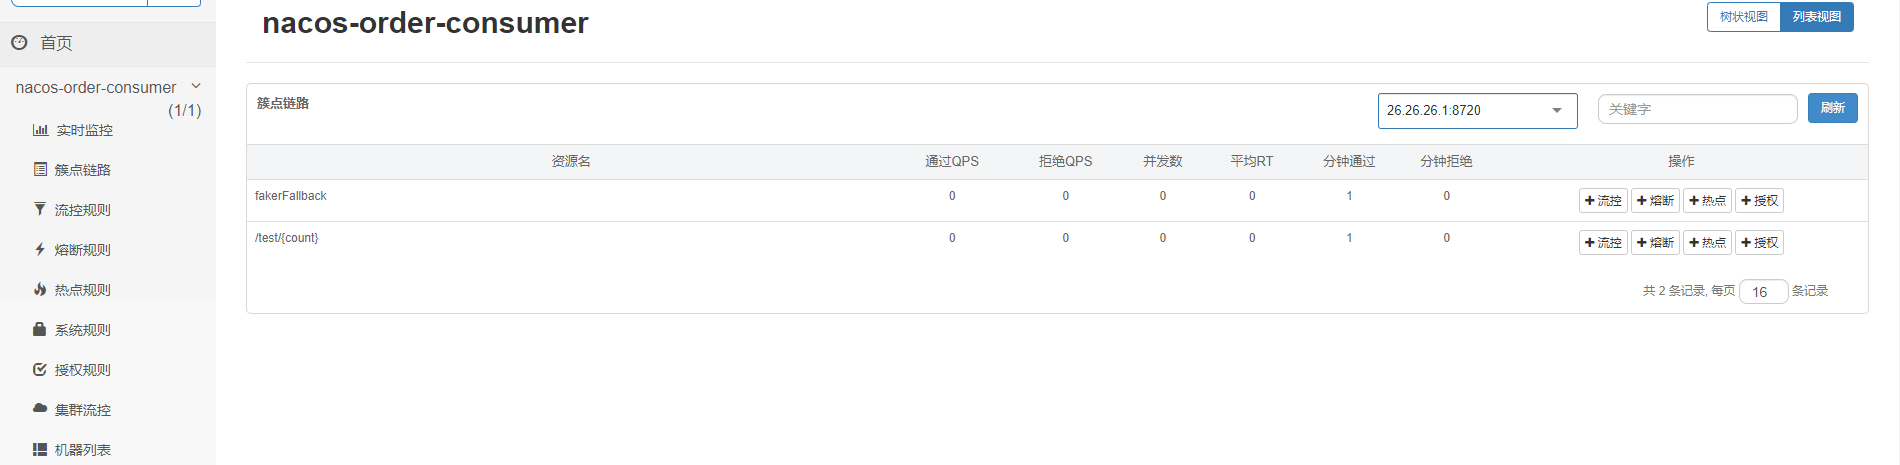 首页
nacos-order-consumer
(1/1)
实时监控
簇点链路
流控规则
熔断规则
热点规则
系统规则
授权规则
集群流控
机器列表
nacos-order-consumer
树状视图 列表视图
簇点链路
26.26.26.1:8720
关键字
刷新
资源名 通过QPS 拒绝QPS 并发数 平均RT 分钟通过 分钟拒绝 操作
fakerFallback 0 0 0 0 1 0 流控 熔断 热点 授权
/test/{count} 0 0 0 0 1 0 流控 熔断 热点 授权
共 2 条记录, 每页 16 条记录